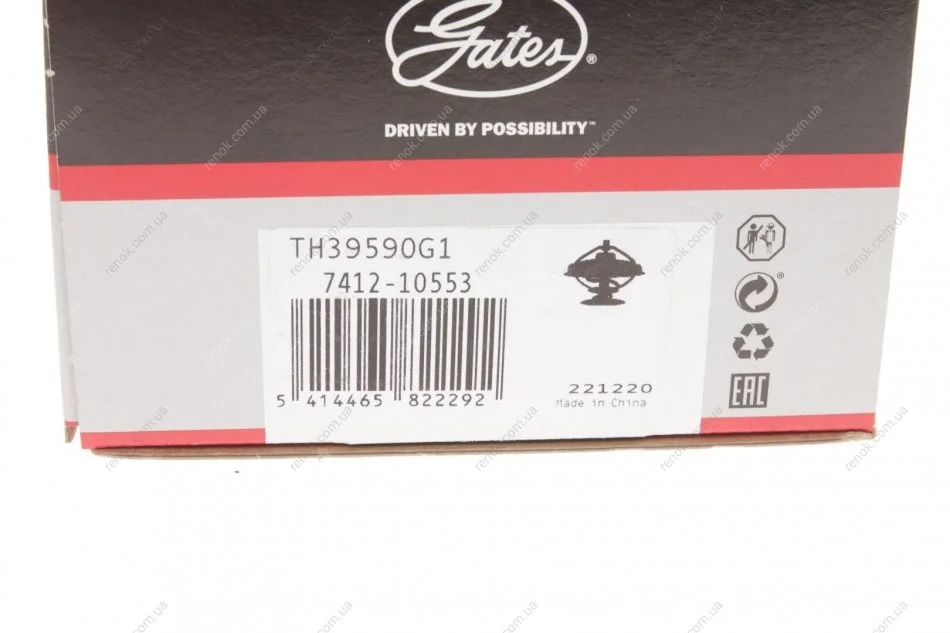 Gates®
DRIVEN BY POSSIBILITY™
TH39590G1
7412-10553
5 414465 822292
221220
Made in China
®
EAC
renok.com.ua